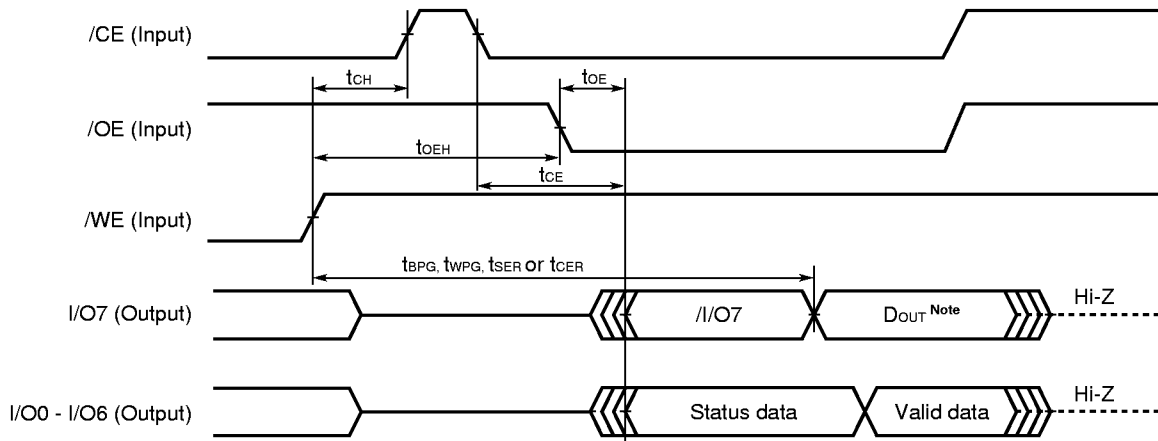 /CE (Input)
tCH
tOE
/OE (Input)
tOEH
tCE
/WE (Input)
tBPG, tWPG, tSER or tCER
I/O7 (Output)
/I/O7
DOUT Note
Hi-Z
I/O0 - I/O6 (Output)
Status data
Valid data
Hi-Z